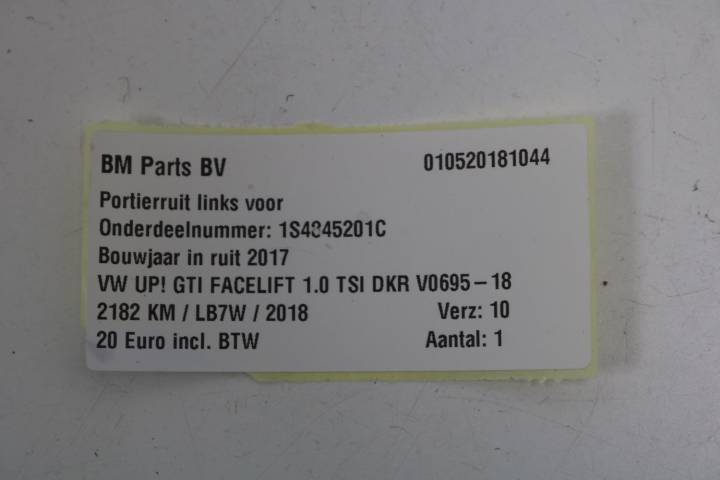 BM Parts BV 010520181044
Portierruit links voor
Onderdeelnummer: 1S4845201C
Bouwjaar in ruit 2017
VW UP! GTI FACELIFT 1.0 TSI DKR V0695-18
2182 KM / LB7W / 2018 Verz: 10
20 Euro incl. BTW Aantal: 1